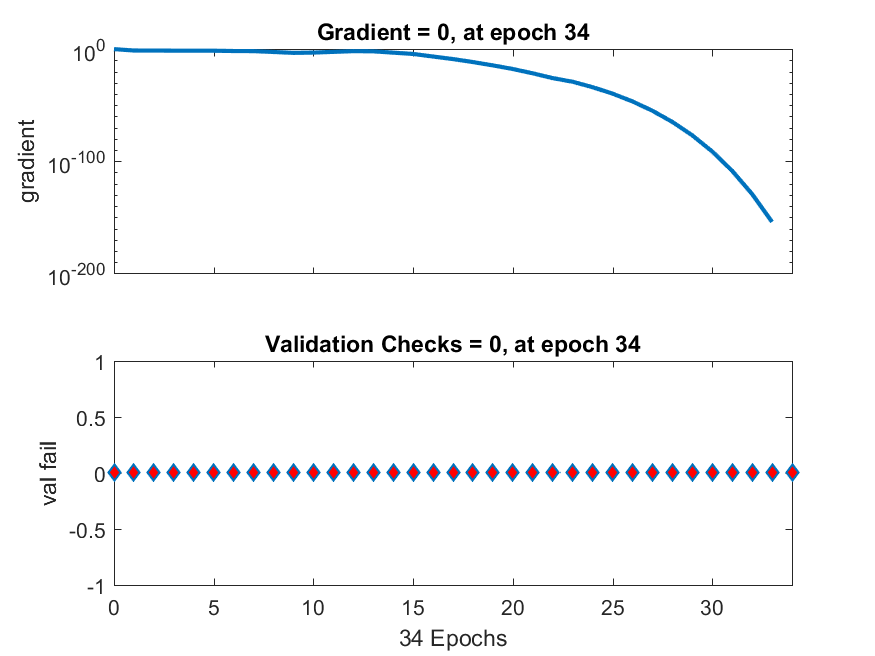 Gradient = 0, at epoch 34
10^0
10^-100
10^-200
gradient
Validation Checks = 0, at epoch 34
1
0.5
0
-0.5
-1
val fail
0 5 10 15 20 25 30
34 Epochs